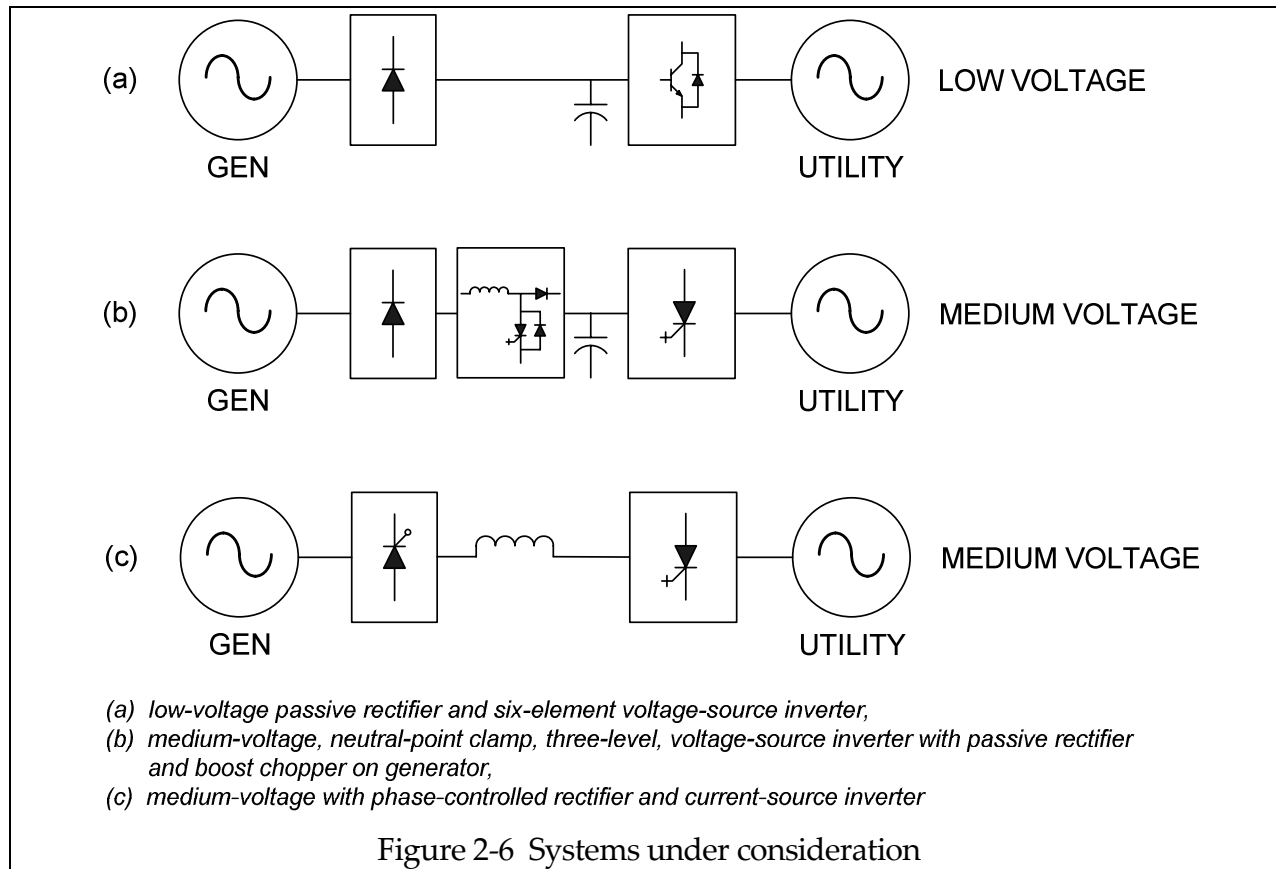 (a)
GEN
UTILITY
LOW VOLTAGE
(b)
GEN
UTILITY
MEDIUM VOLTAGE
(c)
GEN
UTILITY
MEDIUM VOLTAGE
(a) low-voltage passive rectifier and six-element voltage-source inverter,
(b) medium-voltage, neutral-point clamp, three-level, voltage-source inverter with passive rectifier
and boost chopper on generator,
(c) medium-voltage with phase-controlled rectifier and current-source inverter
Figure 2-6 Systems under consideration